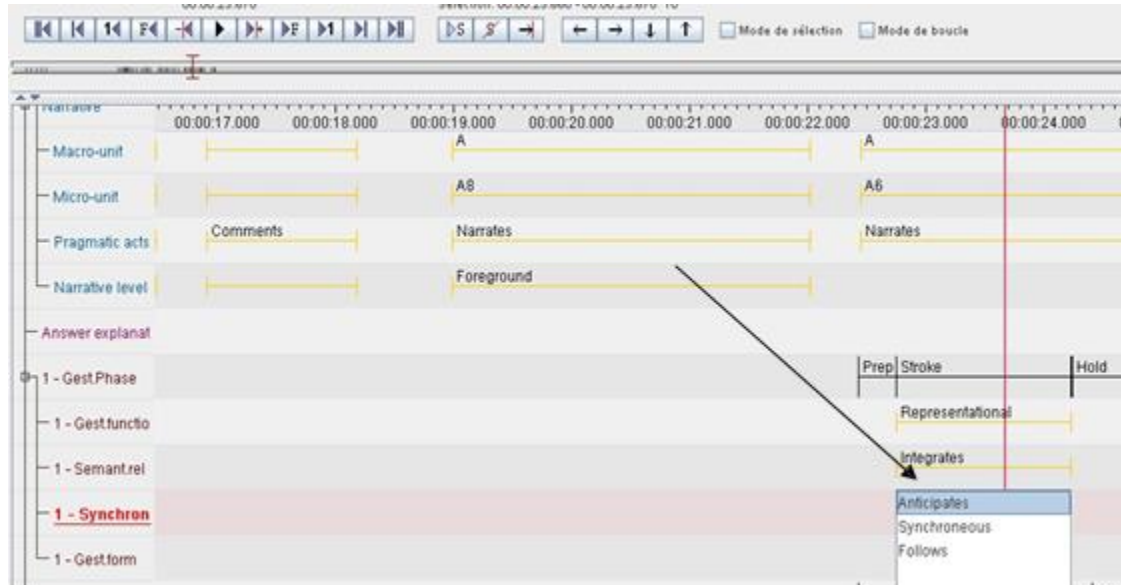 1 F F 1 S S Mode de sélection Mode de boucle
Narrative
00:00:17.000 00:00:18.000 00:00:19.000 00:00:20.000 00:00:21.000 00:00:22.000 00:00:23.000 00:00:24.000
Macro-unit A A
Micro-unit A8 A6
Pragmatic acts Comments Narrates Narrates
Narrative level Foreground
Answer explanat
1 - Gest.Phase Prep Stroke Hold
1 - Gest.functio Representational
1 - Semant.rel Integrates
1 - Synchron Anticipates
Synchroneous
Follows
1 - Gest.form